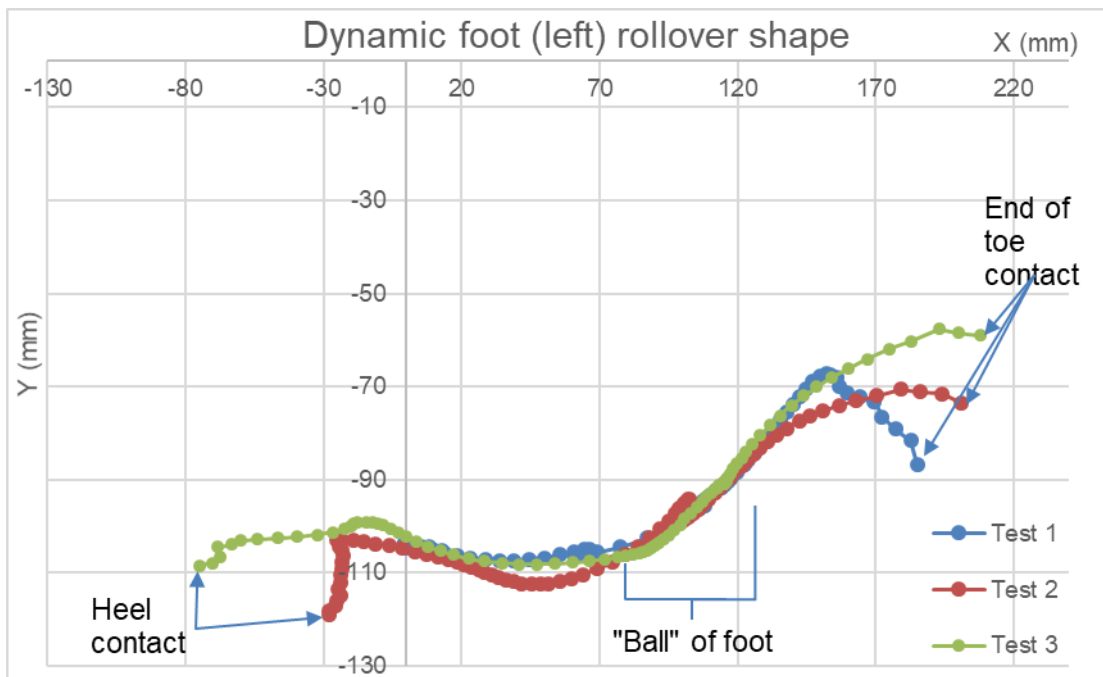 Dynamic foot (left) rollover shape
X (mm)
-130 -80 -30 20 70 120 170 220
-10
-30
-50
-70
-90
-110
-130
Y (mm)
End of
toe
contact
Heel
contact
"Ball" of foot
Test 1
Test 2
Test 3